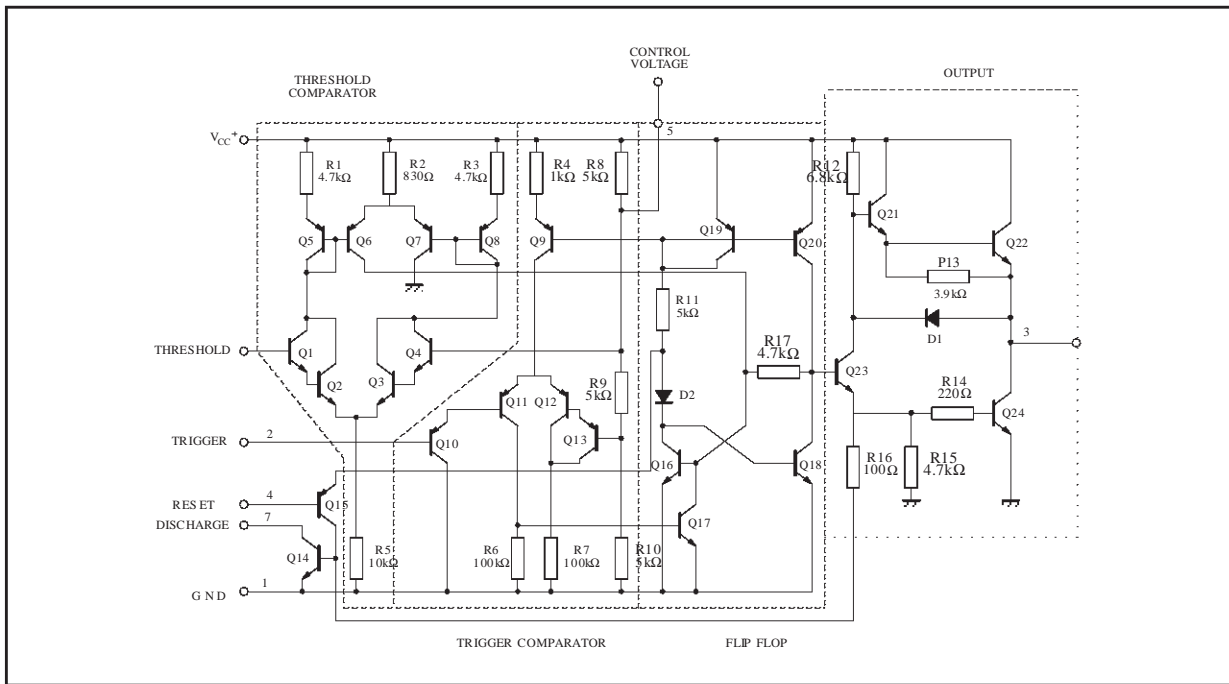 CONTROL
VOLTAGE
OUTPUT
THRESHOLD
COMPARATOR
5
VCC+
R1
4.7kΩ
R2
830Ω
R3
4.7kΩ
R4
1kΩ
R8
5kΩ
R12
6.8kΩ
Q5
Q6
Q7
Q8
Q9
Q19
Q20
Q21
Q22
P13
3.9kΩ
R11
5kΩ
D1
3
R17
4.7kΩ
THRESHOLD
Q1
Q2
Q3
Q4
Q23
R9
5kΩ
D2
R14
220Ω
Q11
Q12
Q13
Q24
TRIGGER
2
Q10
Q16
Q18
R16
100Ω
R15
4.7kΩ
RESET
4
Q15
DISCHARGE
7
Q17
Q14
R5
10kΩ
R6
100kΩ
R7
100kΩ
R10
5kΩ
GND
1
TRIGGER COMPARATOR
FLIP FLOP